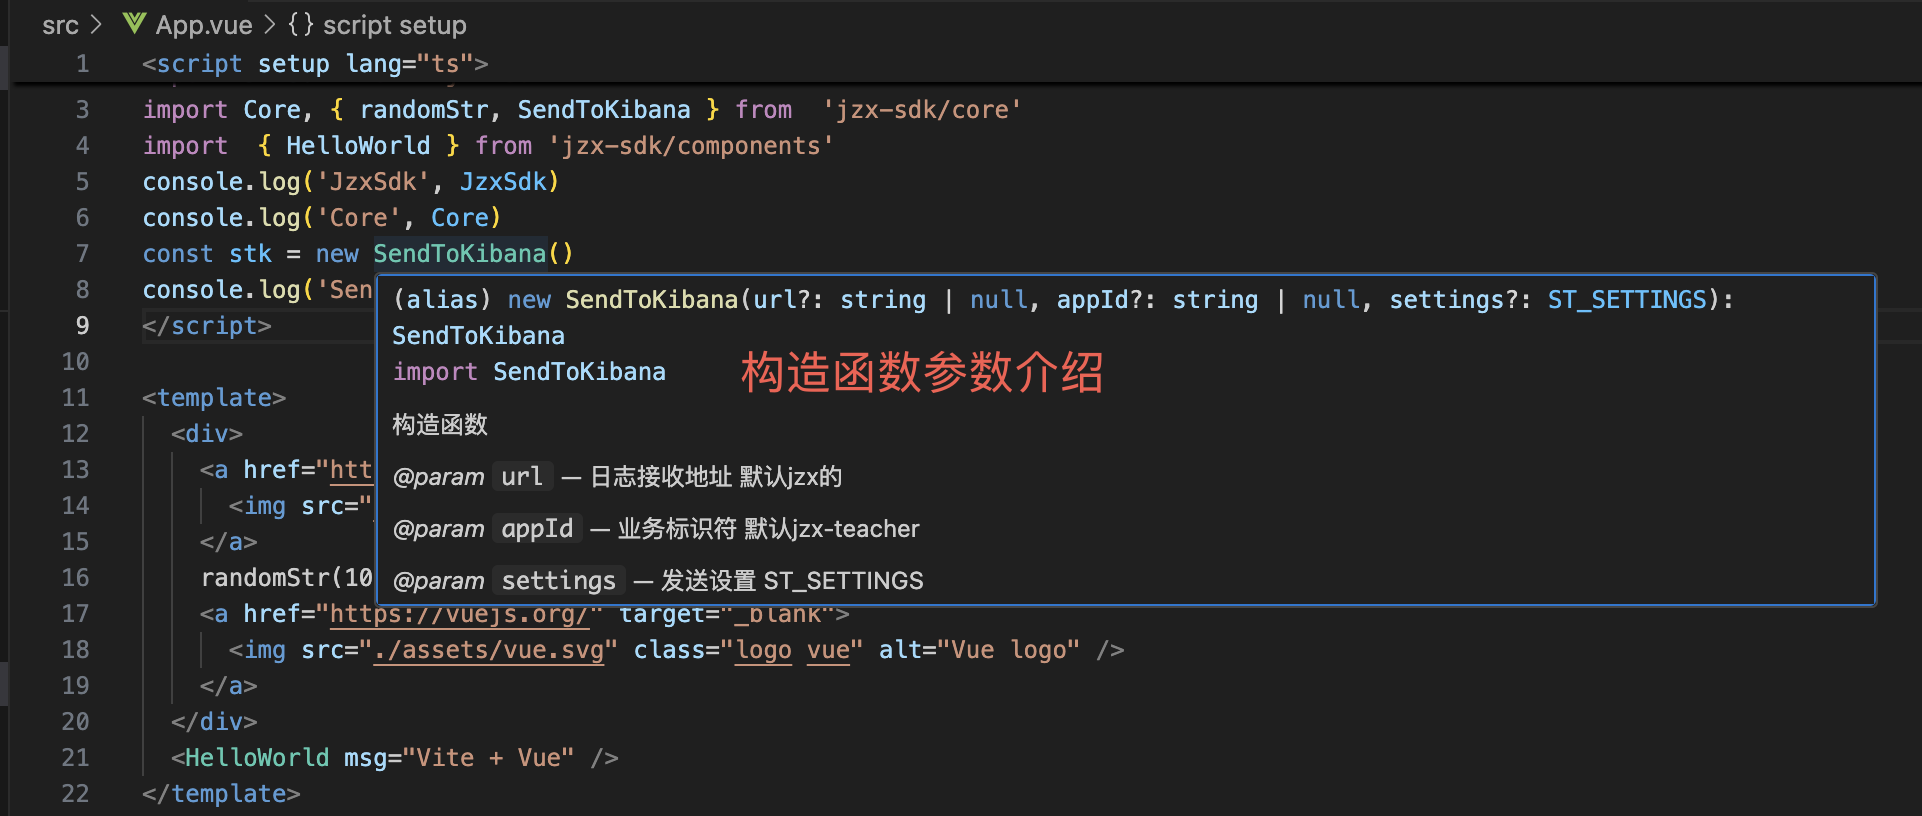 src > App.vue > {} script setup
1 <script setup lang="ts">
3 import Core, { randomStr, SendToKibana } from  'jzx-sdk/core'
4 import  { HelloWorld } from 'jzx-sdk/components'
5 console.log('JzxSdk', JzxSdk)
6 console.log('Core', Core)
7 const stk = new SendToKibana()
8 console.log('Sen
9 </script>
(alias) new SendToKibana(url?: string | null, appId?: string | null, settings?: ST_SETTINGS):
SendToKibana
import SendToKibana
构造函数参数介绍
构造函数
@param url — 日志接收地址 默认jzx的
@param appId — 业务标识符 默认jzx-teacher
@param settings — 发送设置 ST_SETTINGS
10
11 <template>
12 <div>
13 <a href="htt
14 <img src="
15 </a>
16 randomStr(10
17 <a href="https://vuejs.org/" target="_blank">
18 <img src="./assets/vue.svg" class="logo vue" alt="Vue logo" />
19 </a>
20 </div>
21 <HelloWorld msg="Vite + Vue" />
22 </template>